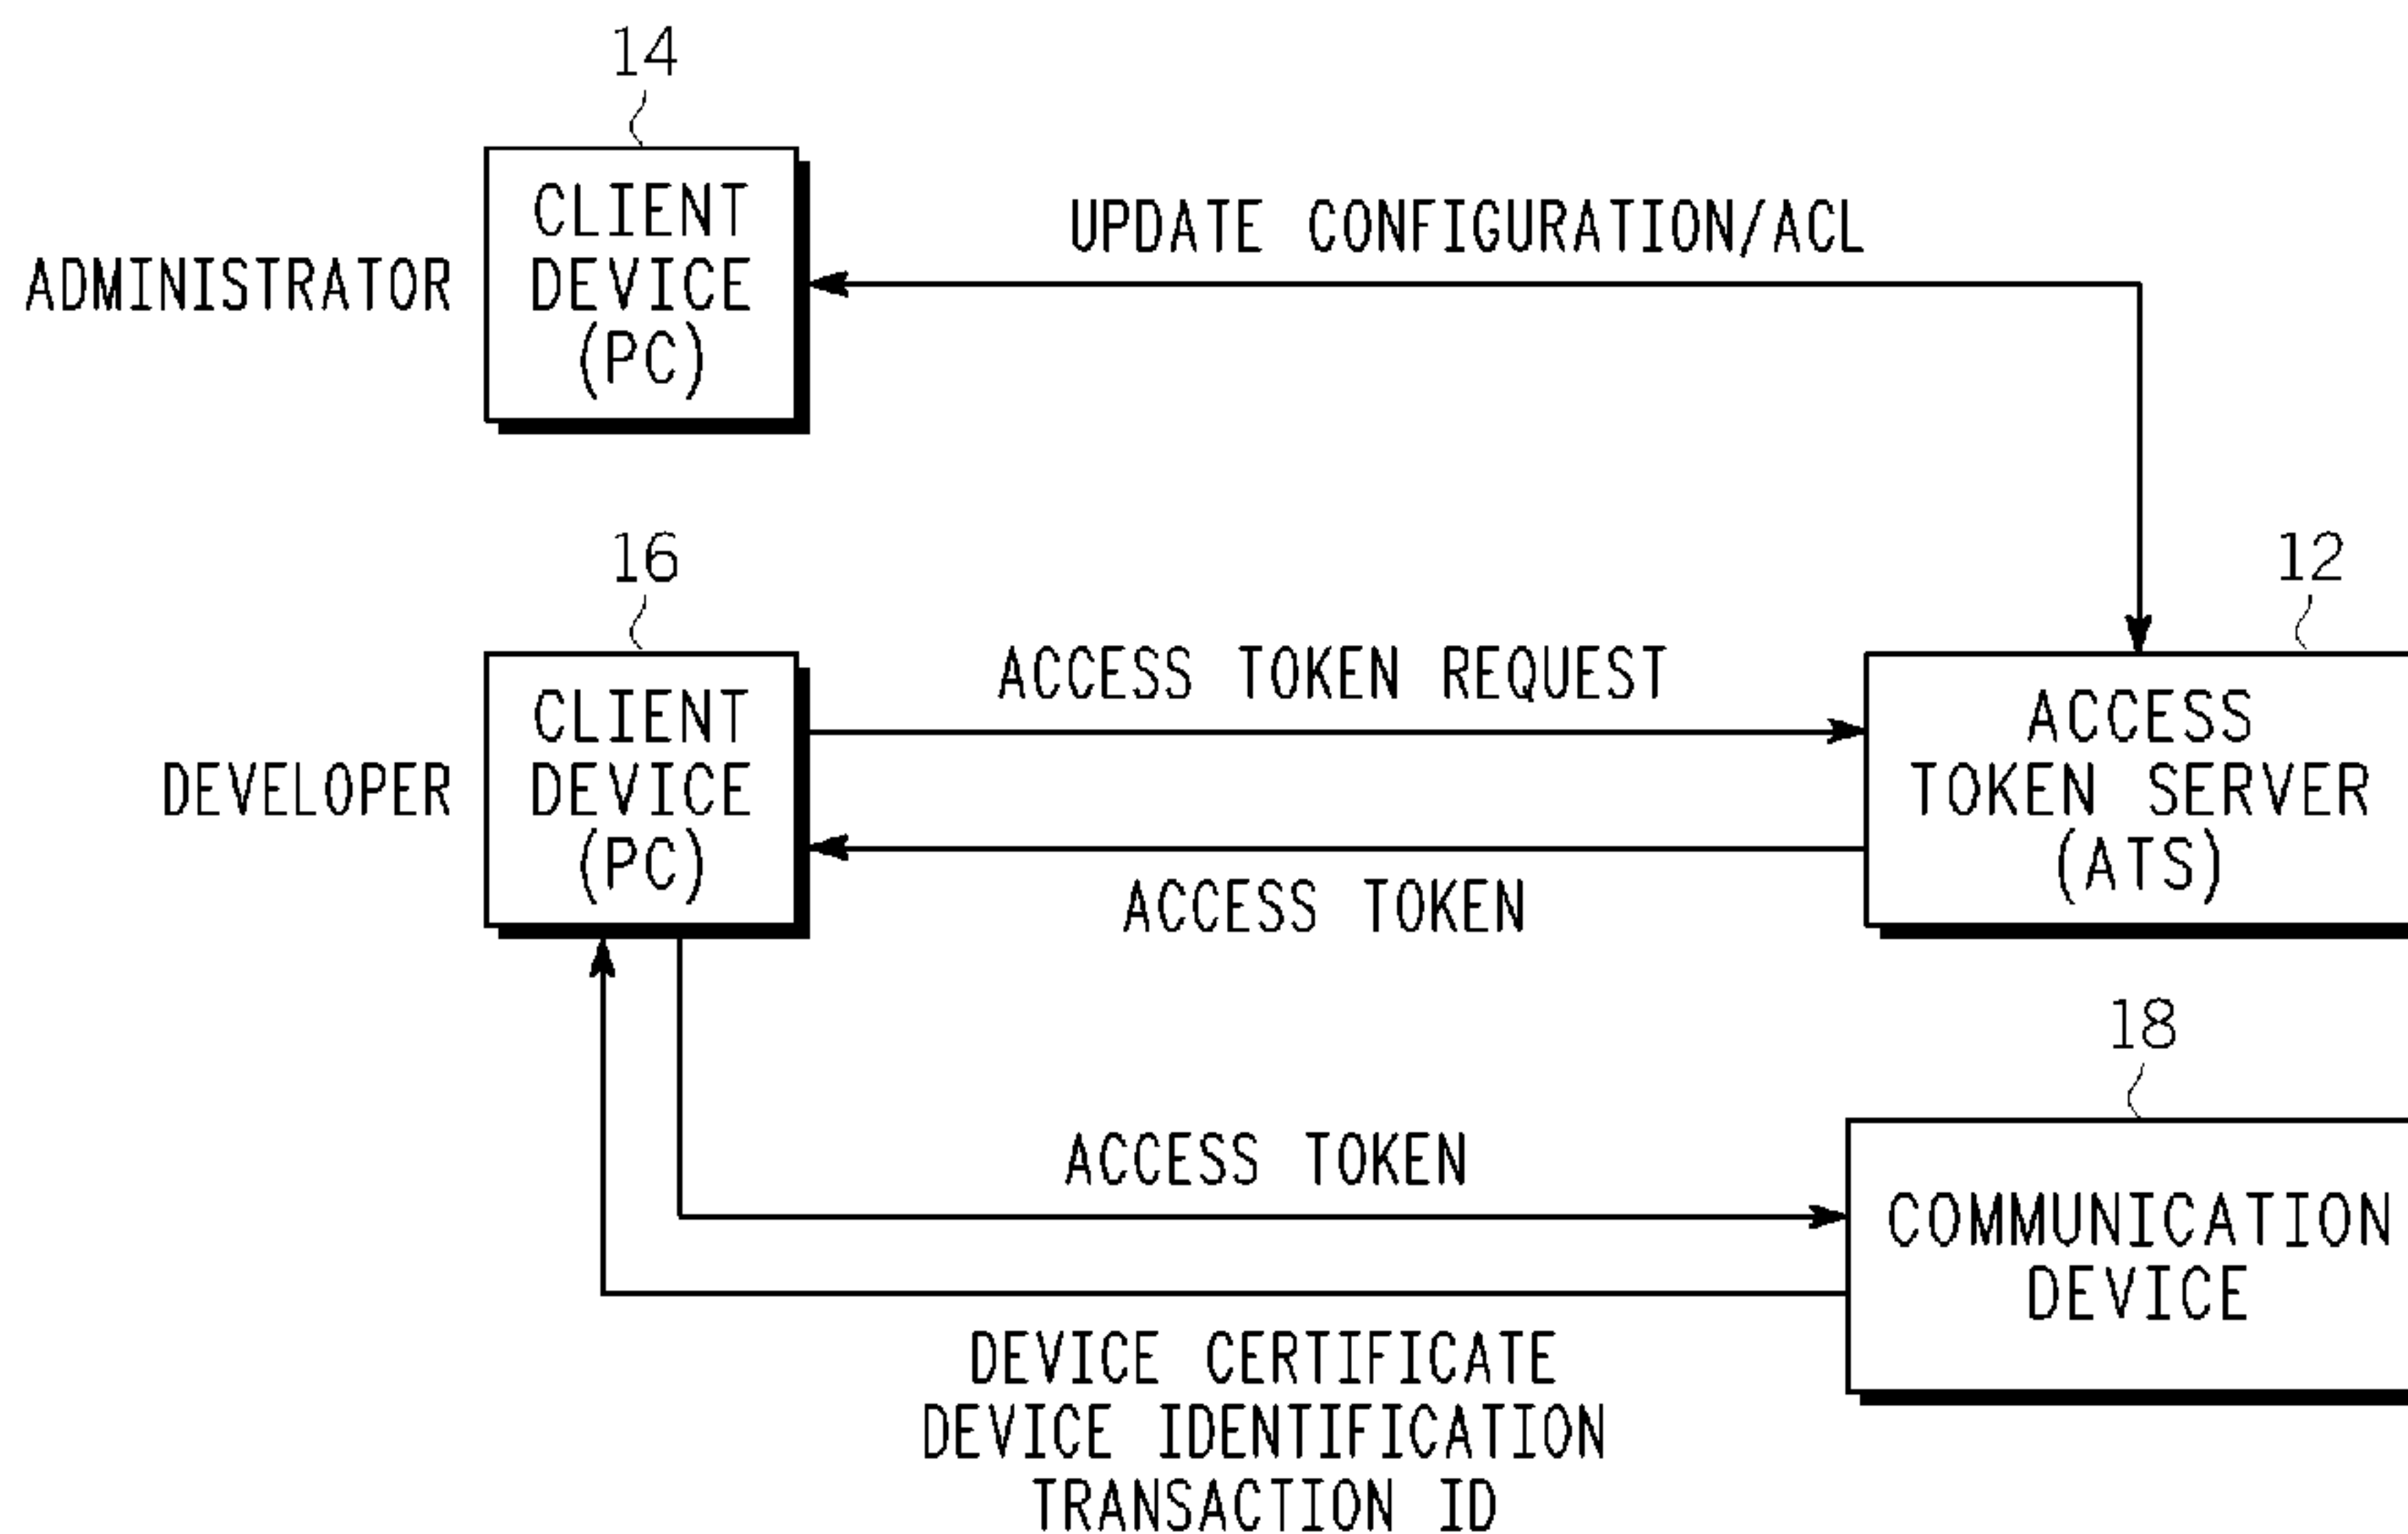 14
CLIENT
DEVICE
(PC)
ADMINISTRATOR
UPDATE CONFIGURATION/ACL
16
CLIENT
DEVICE
(PC)
DEVELOPER
ACCESS TOKEN REQUEST
ACCESS TOKEN
12
ACCESS
TOKEN SERVER
(ATS)
18
COMMUNICATION
DEVICE
ACCESS TOKEN
DEVICE CERTIFICATE
DEVICE IDENTIFICATION
TRANSACTION ID